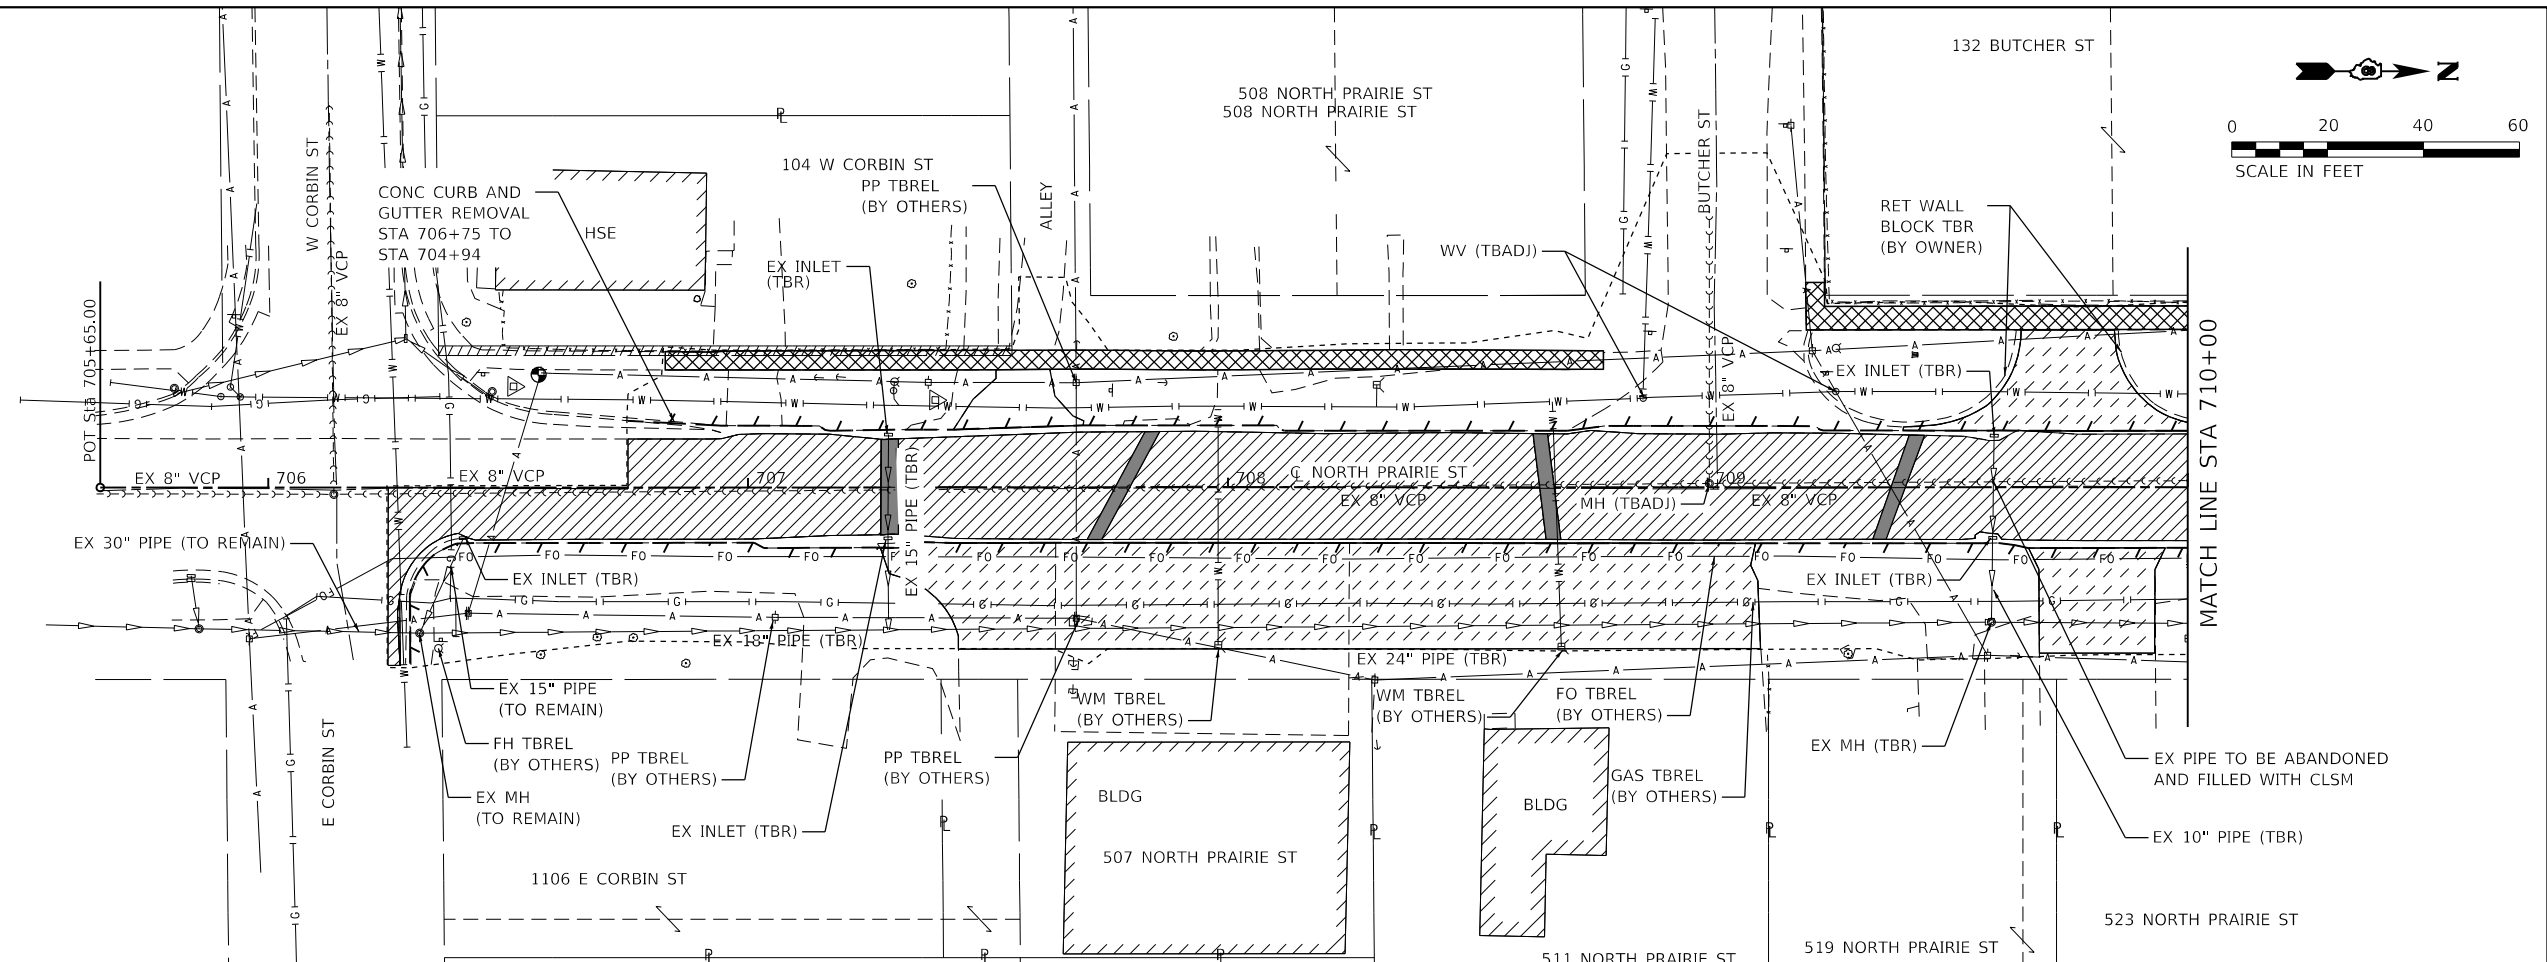 132 BUTCHER ST
N
0 20 40 60
SCALE IN FEET
508 NORTH PRAIRIE ST
508 NORTH PRAIRIE ST
W CORBIN ST
EX 8" VCP
CONC CURB AND
GUTTER REMOVAL
STA 706+75 TO
STA 704+94
HSE
104 W CORBIN ST
PP TBREL
(BY OTHERS)
ALLEY
EX INLET
(TBR)
BUTCHER ST
WV (TBADJ)
RET WALL
BLOCK TBR
(BY OWNER)
EX 8" VCP
EX INLET (TBR)
POT Sta 705+65.00
MATCH LINE STA 710+00
EX 8" VCP
706
EX 8" VCP
707
EX 15" PIPE (TBR)
708
℄ NORTH PRAIRIE ST
EX 8" VCP
MH (TBADJ)
709
EX 8" VCP
EX 30" PIPE (TO REMAIN)
EX INLET (TBR)
EX INLET (TBR)
EX 18" PIPE (TBR)
EX 24" PIPE (TBR)
EX 15" PIPE
(TO REMAIN)
WM TBREL
(BY OTHERS)
WM TBREL
(BY OTHERS)
FO TBREL
(BY OTHERS)
FH TBREL
(BY OTHERS)
PP TBREL
(BY OTHERS)
PP TBREL
(BY OTHERS)
EX MH (TBR)
EX PIPE TO BE ABANDONED
AND FILLED WITH CLSM
GAS TBREL
(BY OTHERS)
E CORBIN ST
EX MH
(TO REMAIN)
EX INLET (TBR)
BLDG
BLDG
EX 10" PIPE (TBR)
507 NORTH PRAIRIE ST
1106 E CORBIN ST
523 NORTH PRAIRIE ST
519 NORTH PRAIRIE ST
511 NORTH PRAIRIE ST